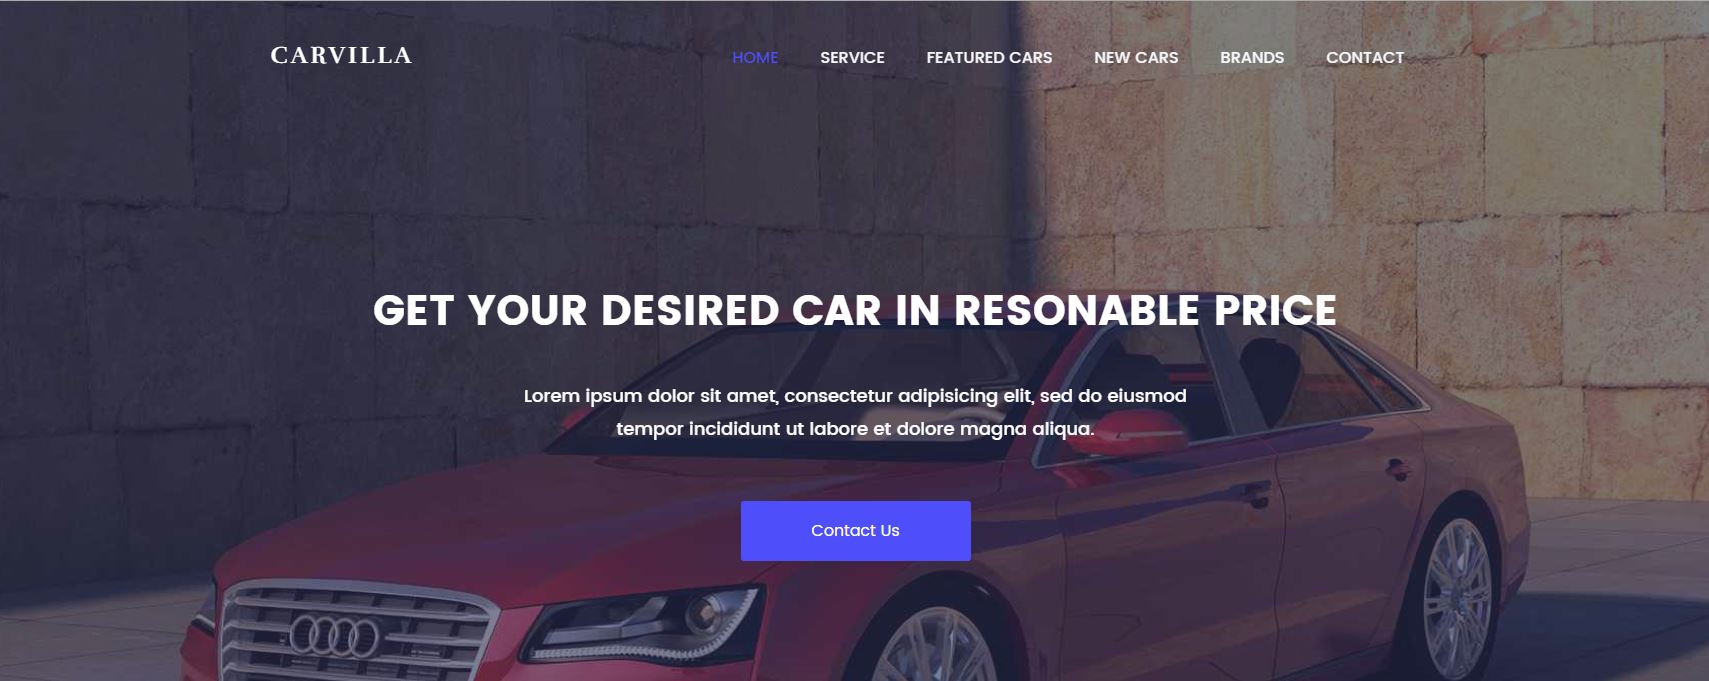 CARVILLA
HOME SERVICE FEATURED CARS NEW CARS BRANDS CONTACT
GET YOUR DESIRED CAR IN RESONABLE PRICE
Lorem ipsum dolor sit amet, consectetur adipisicing elit, sed do eiusmod
tempor incididunt ut labore et dolore magna aliqua.
Contact Us